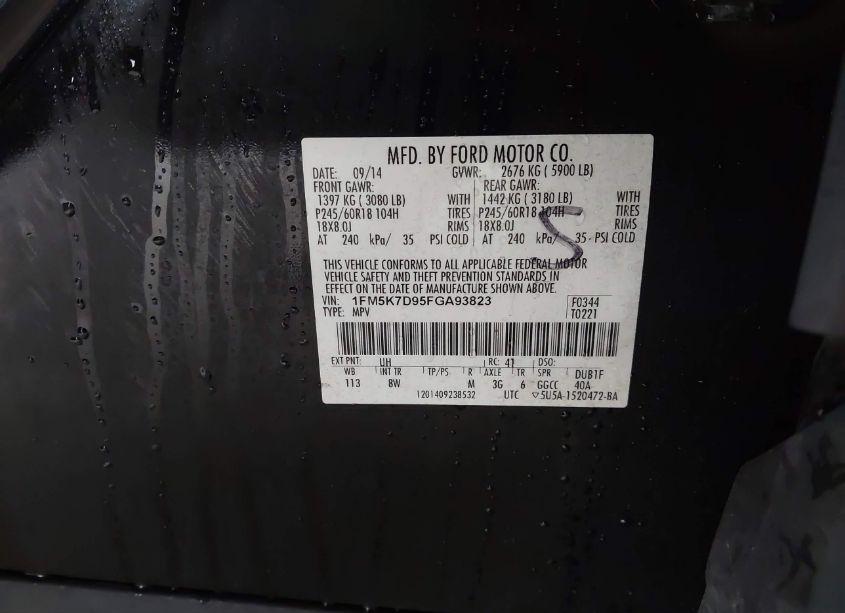 MFD. BY FORD MOTOR CO.
DATE: 09/14 GVWR: 2676 KG ( 5900 LB)
FRONT GAWR: REAR GAWR:
1397 KG ( 3080 LB) WITH 1442 KG ( 3180 LB) WITH
P245/60R18 104H TIRES P245/60R18 104H TIRES
18X8.0J RIMS 18X8.0J RIMS
AT 240 kPa/ 35 PSI COLD AT 240 kPa/ 35 PSI COLD
5
THIS VEHICLE CONFORMS TO ALL APPLICABLE FEDERAL MOTOR
VEHICLE SAFETY AND THEFT PREVENTION STANDARDS IN
EFFECT ON THE DATE OF MANUFACTURE SHOWN ABOVE.
VIN: 1FM5K7D95FGA93823 F0344
TYPE: MPV T0221
EXT PNT: UH RC: 41 DSO:
WB INT TR TP/PS R AXLE TR SPR DUB1F
113 8W M 3G 6 GGCC 40A
1201409238532 UTC ▽5U5A-1520472-BA